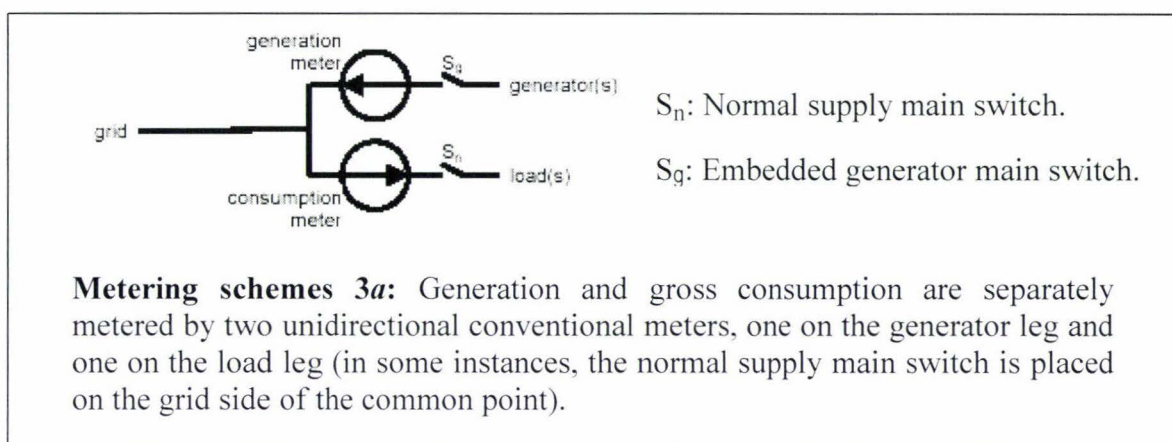 generation
meter
Sg
generator(s)
Sn: Normal supply main switch.
grid
Sn
load(s)
Sg: Embedded generator main switch.
consumption
meter
Metering schemes 3a: Generation and gross consumption are separately
metered by two unidirectional conventional meters, one on the generator leg and
one on the load leg (in some instances, the normal supply main switch is placed
on the grid side of the common point).